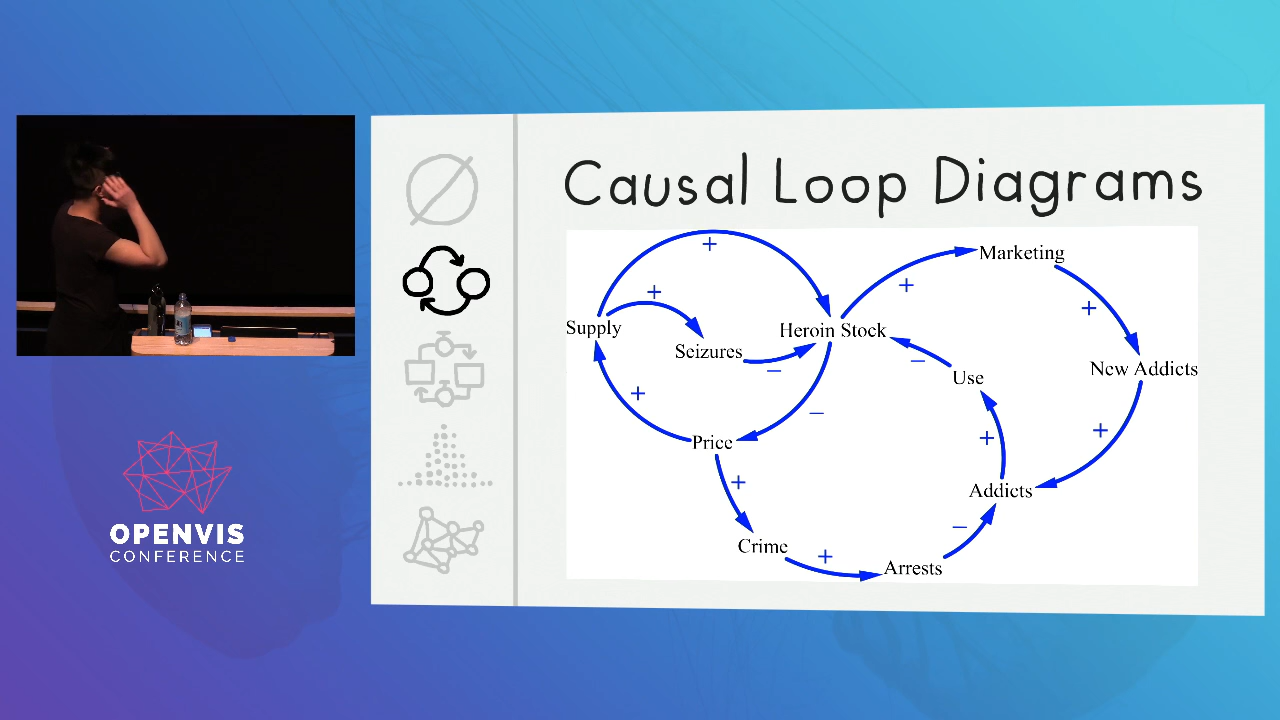 Causal Loop Diagrams
+
Marketing
+
+
+
Supply
Heroin Stock
Seizures
−
−
Use
New Addicts
+
−
+
+
Price
+
Addicts
−
Crime
+
Arrests
OPENVIS
CONFERENCE